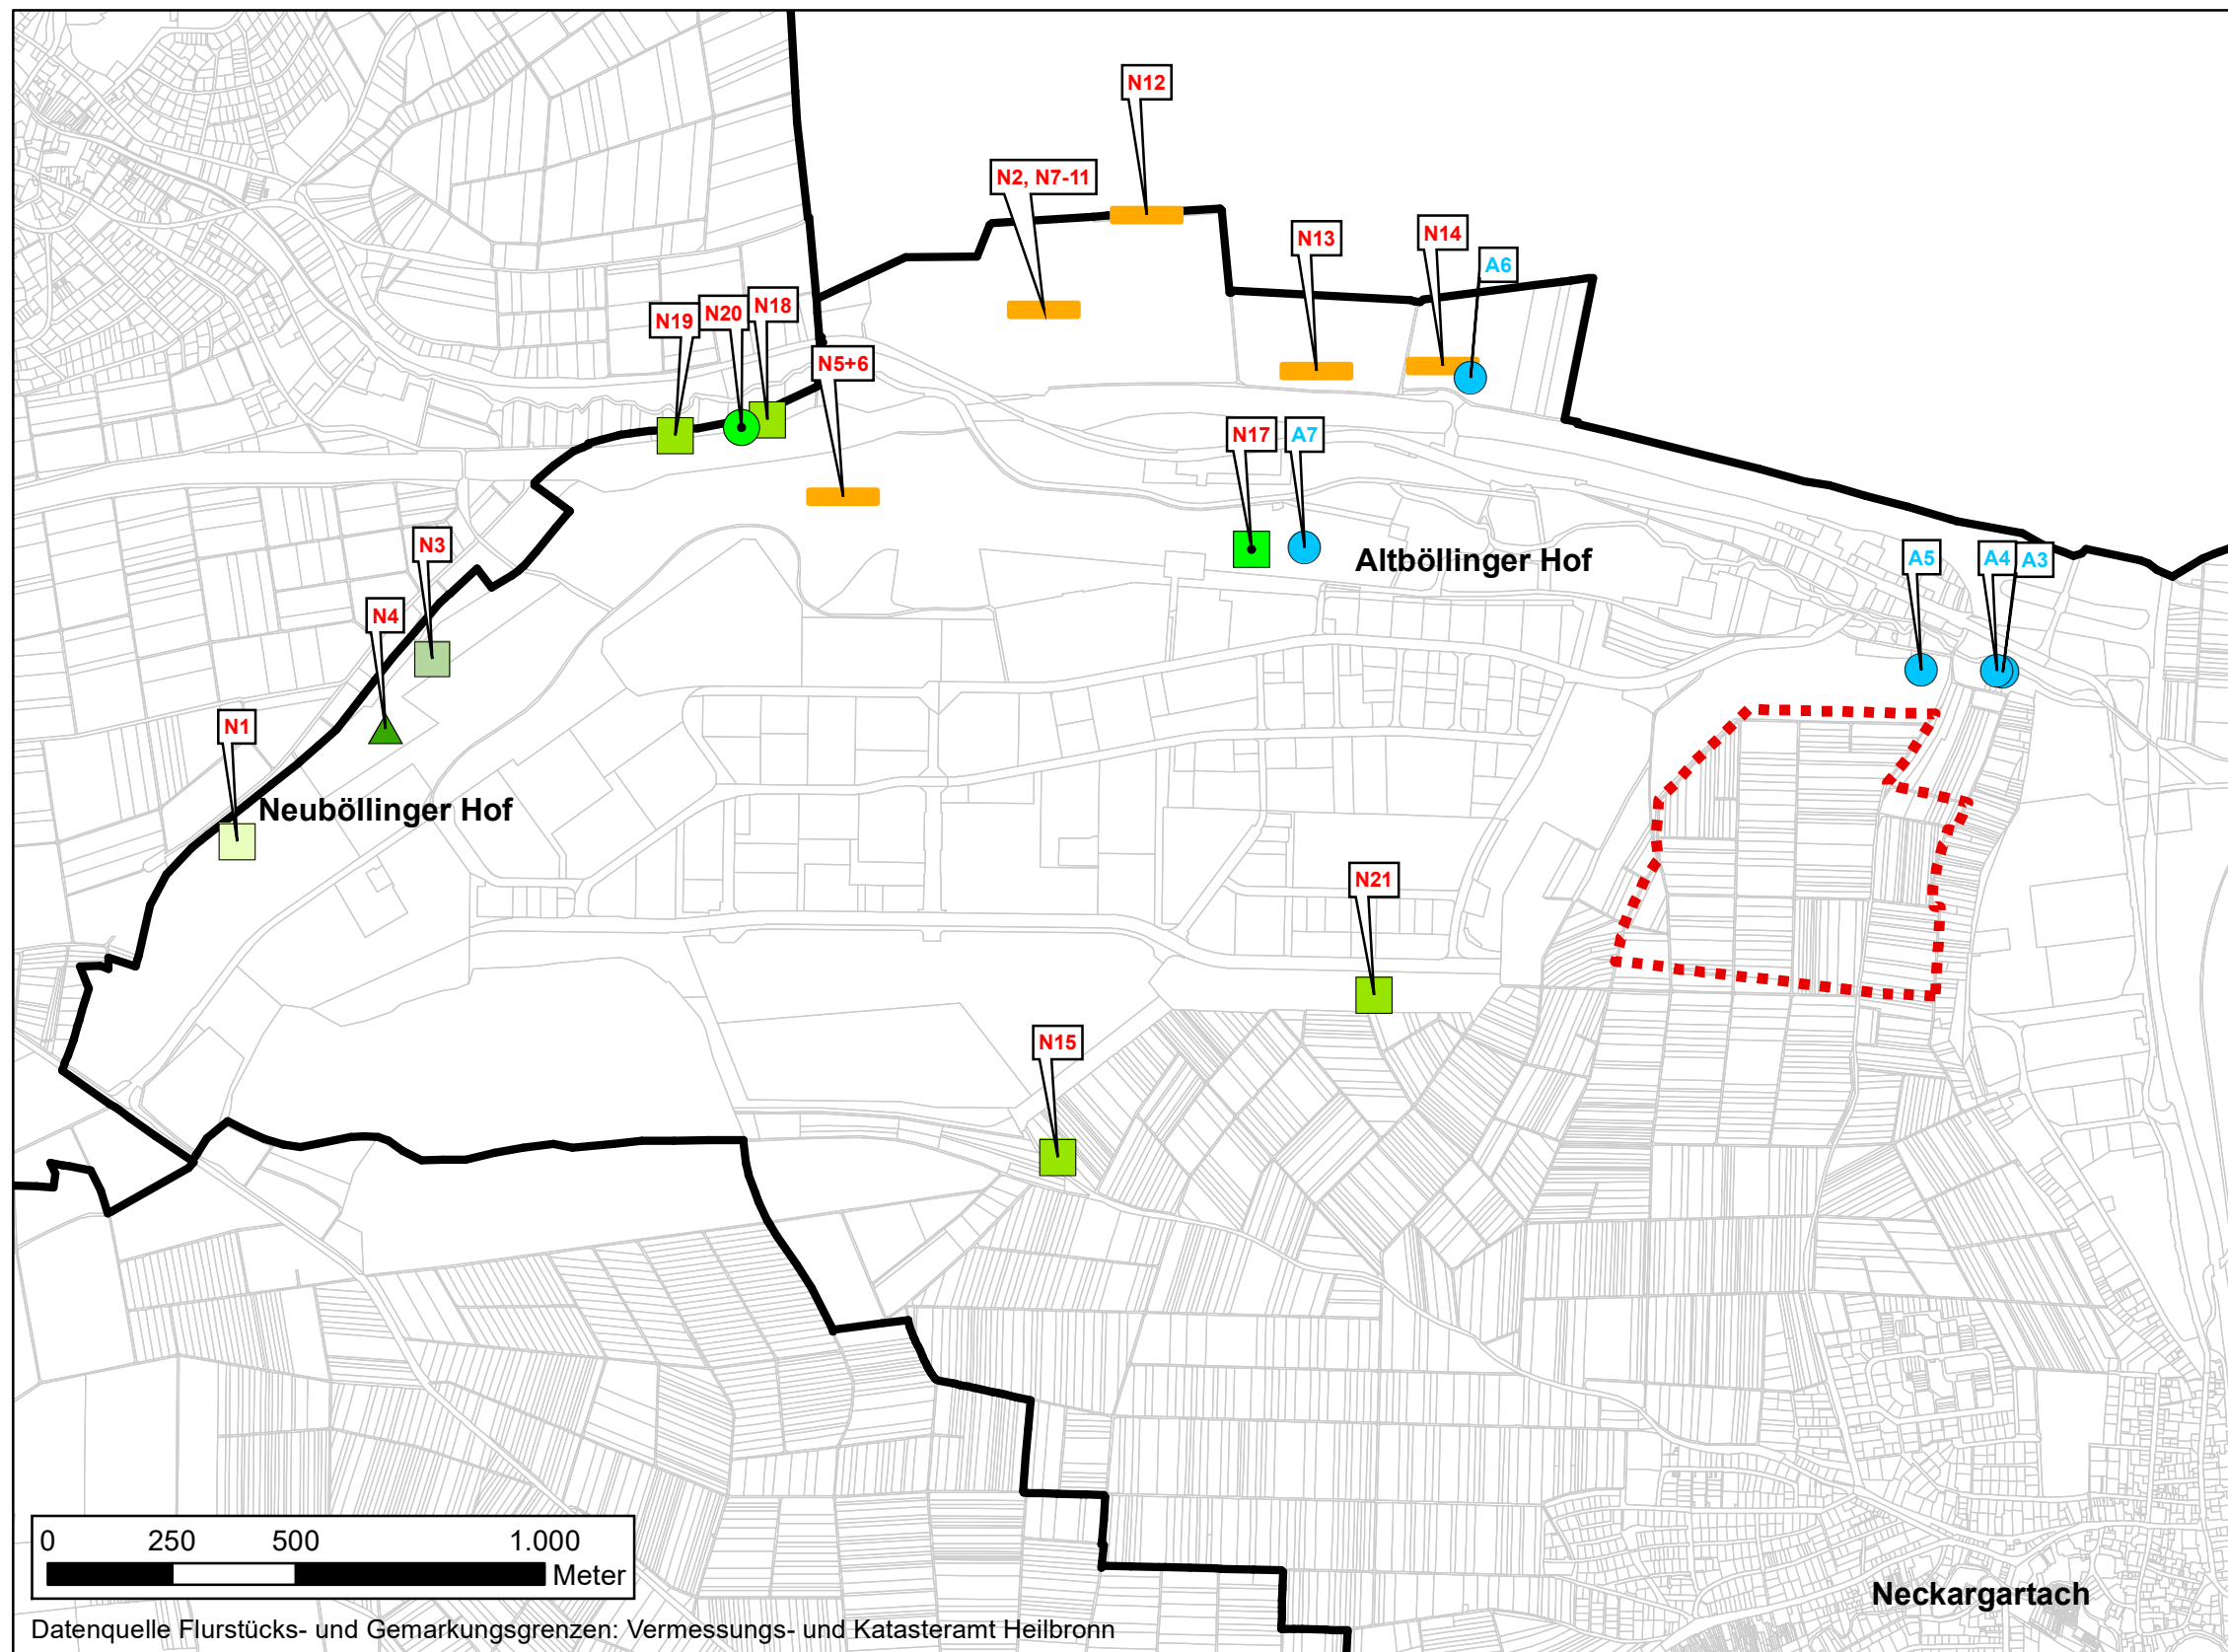 N12
N2, N7-11
N13
N14
A6
N19
N20
N18
N5+6
N17
A7
N3
Altböllinger Hof
A5
A4
A3
N4
N1
Neuböllinger Hof
N21
N15
0 250 500 1.000
Meter
Neckargartach
Datenquelle Flurstücks- und Gemarkungsgrenzen: Vermessungs- und Katasteramt Heilbronn